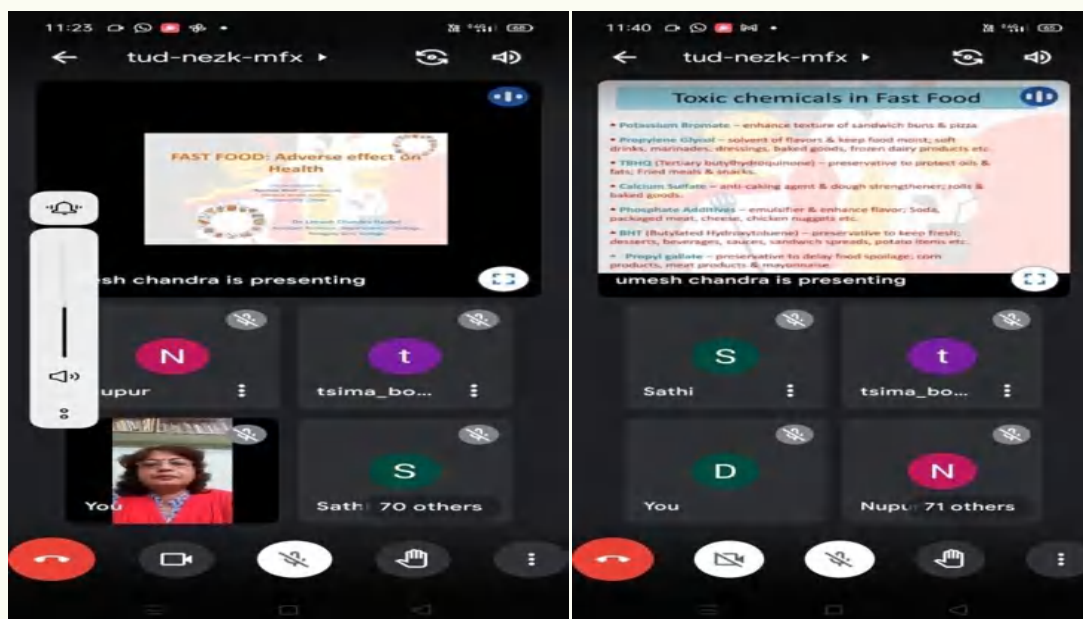 11:23
tud-nezk-mfx
FAST FOOD: Adverse effect on
Health
esh chandra is presenting
N
upur
t
tsima_bo...
You
S
Sath 70 others
11:40
tud-nezk-mfx
Toxic chemicals in Fast Food
• Potassium Bromate – enhance texture of sandwich buns & pizza
• Propylene Glycol – solvent of flavors & keep food moist; soft
drinks, marinades, dressings, baked goods, frozen dairy products etc
• TBHQ (Tertiary butylhydroquinone) – preservative to protect oils &
fats; Fried meals & snacks.
• Calcium Sulfate – anti-caking agent & dough strengthener; rolls &
baked goods.
• Phosphate Additives – emulsifier & enhance flavor; Soda,
packaged meat, cheese, chicken nuggets etc.
• BHT (Butylated Hydroxytoluene) – preservative to keep fresh;
desserts, beverages, sauces, sandwich spreads, potato items etc.
• Propyl gallate – preservative to delay food spoilage; corn
products, meat products & mayonnaise.
umesh chandra is presenting
S
Sathi
t
tsima_bo...
D
You
N
Nupu 71 others